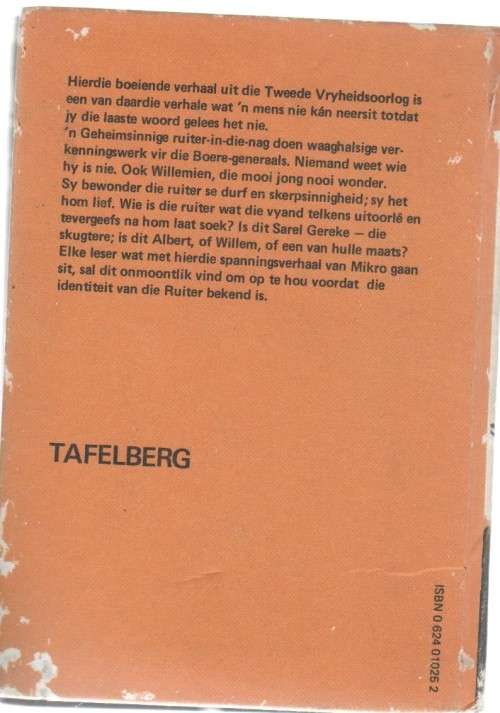 Hierdie boeiende verhaal uit die Tweede Vryheidsoorlog is
een van daardie verhale wat 'n mens nie kán neersit totdat
jy die laaste woord gelees het nie.
'n Geheimsinnige ruiter-in-die-nag doen waaghalsige ver-
kenningswerk vir die Boere-generaals. Niemand weet wie
hy is nie. Ook Willemien, die mooi jong nooi wonder.
Sy bewonder die ruiter se durf en skerpsinnigheid; sy het
hom lief. Wie is die ruiter wat die vyand telkens uitoorlê en
tevergeefs na hom laat soek? Is dit Sarel Gereke – die
skugtere; is dit Albert, of Willem, of een van hulle maats?
Elke leser wat met hierdie spanningsverhaal van Mikro gaan
sit, sal dit onmoontlik vind om op te hou voordat die
identiteit van die Ruiter bekend is.
TAFELBERG
ISBN 0 624 01025 2